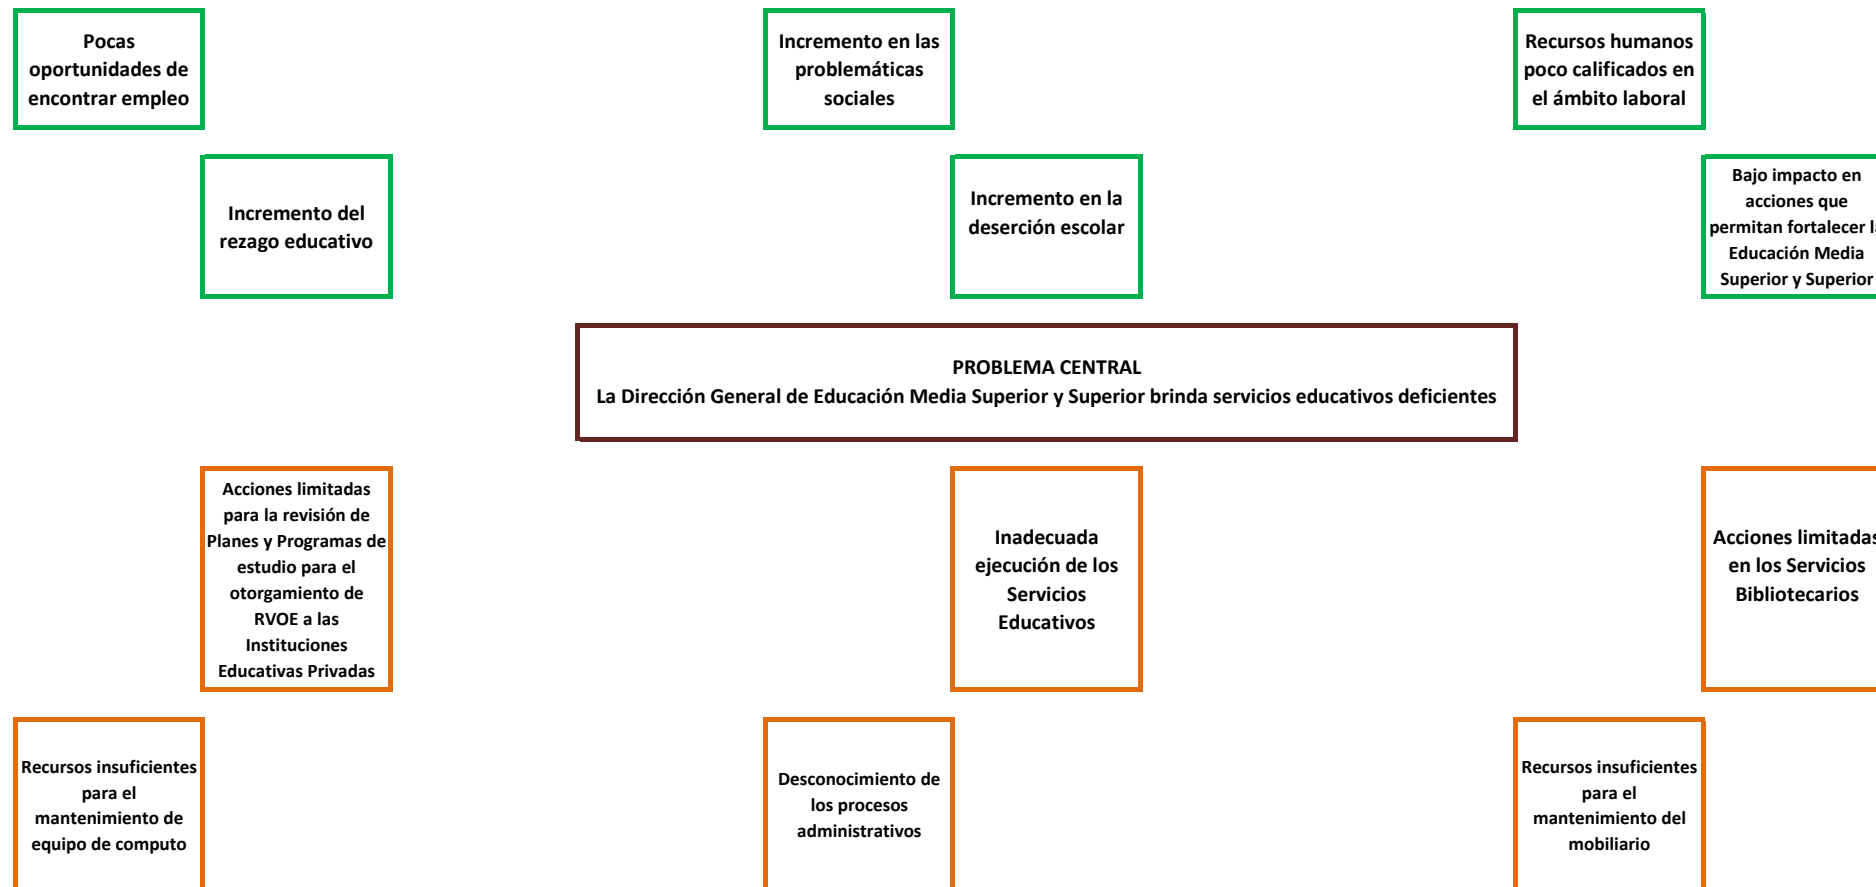 Pocas
oportunidades de
encontrar empleo
Incremento en las
problemáticas
sociales
Recursos humanos
poco calificados en
el ámbito laboral
Incremento del
rezago educativo
Incremento en la
deserción escolar
Bajo impacto en
acciones que
permitan fortalecer
Educación Media
Superior y Superior
PROBLEMA CENTRAL
La Dirección General de Educación Media Superior y Superior brinda servicios educativos deficientes
Acciones limitadas
para la revisión de
Planes y Programas de
estudio para el
otorgamiento de
RVOE a las
Instituciones
Educativas Privadas
Inadecuada
ejecución de los
Servicios
Educativos
Acciones limitadas
en los Servicios
Bibliotecarios
Recursos insuficientes
para el
mantenimiento de
equipo de computo
Desconocimiento de
los procesos
administrativos
Recursos insuficientes
para el
mantenimiento del
mobiliario